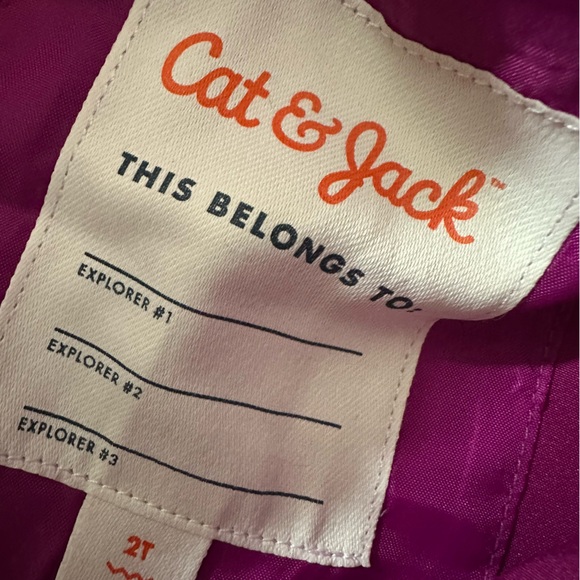 Cat & Jack™
THIS BELONGS TO:
EXPLORER #1
EXPLORER #2
EXPLORER #3
2T